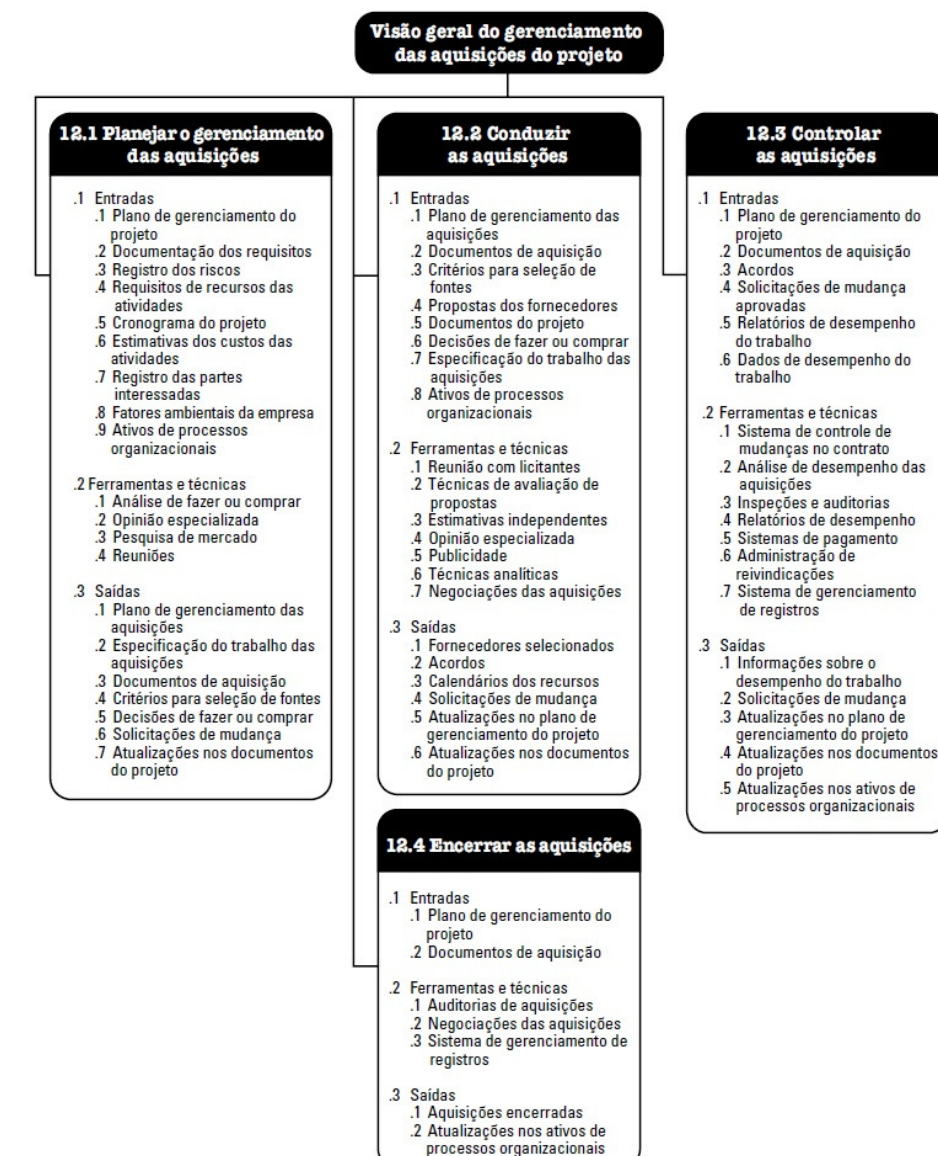 Visão geral do gerenciamento
das aquisições do projeto
12.1 Planejar o gerenciamento
das aquisições
.1 Entradas
.1 Plano de gerenciamento do
projeto
.2 Documentação dos requisitos
.3 Registro dos riscos
.4 Requisitos de recursos das
atividades
.5 Cronograma do projeto
.6 Estimativas dos custos das
atividades
.7 Registro das partes
interessadas
.8 Fatores ambientais da empresa
.9 Ativos de processos
organizacionais
.2 Ferramentas e técnicas
.1 Análise de fazer ou comprar
.2 Opinião especializada
.3 Pesquisa de mercado
.4 Reuniões
.3 Saídas
.1 Plano de gerenciamento das
aquisições
.2 Especificação do trabalho das
aquisições
.3 Documentos de aquisição
.4 Critérios para seleção de fontes
.5 Decisões de fazer ou comprar
.6 Solicitações de mudança
.7 Atualizações nos documentos
do projeto
12.2 Conduzir
as aquisições
.1 Entradas
.1 Plano de gerenciamento das
aquisições
.2 Documentos de aquisição
.3 Critérios para seleção de
fontes
.4 Propostas dos fornecedores
.5 Documentos do projeto
.6 Decisões de fazer ou comprar
.7 Especificação do trabalho das
aquisições
.8 Ativos de processos
organizacionais
.2 Ferramentas e técnicas
.1 Reunião com licitantes
.2 Técnicas de avaliação de
propostas
.3 Estimativas independentes
.4 Opinião especializada
.5 Publicidade
.6 Técnicas analíticas
.7 Negociações das aquisições
.3 Saídas
.1 Fornecedores selecionados
.2 Acordos
.3 Calendários dos recursos
.4 Solicitações de mudança
.5 Atualizações no plano de
gerenciamento do projeto
.6 Atualizações nos documentos
do projeto
12.3 Controlar
as aquisições
.1 Entradas
.1 Plano de gerenciamento do
projeto
.2 Documentos de aquisição
.3 Acordos
.4 Solicitações de mudança
aprovadas
.5 Relatórios de desempenho
do trabalho
.6 Dados de desempenho do
trabalho
.2 Ferramentas e técnicas
.1 Sistema de controle de
mudanças no contrato
.2 Análise de desempenho das
aquisições
.3 Inspeções e auditorias
.4 Relatórios de desempenho
.5 Sistemas de pagamento
.6 Administração de
reivindicações
.7 Sistema de gerenciamento
de registros
.3 Saídas
.1 Informações sobre o
desempenho do trabalho
.2 Solicitações de mudança
.3 Atualizações no plano de
gerenciamento do projeto
.4 Atualizações nos documentos
do projeto
.5 Atualizações nos ativos de
processos organizacionais
12.4 Encerrar as aquisições
.1 Entradas
.1 Plano de gerenciamento do
projeto
.2 Documentos de aquisição
.2 Ferramentas e técnicas
.1 Auditorias de aquisições
.2 Negociações das aquisições
.3 Sistema de gerenciamento de
registros
.3 Saídas
.1 Aquisições encerradas
.2 Atualizações nos ativos de
processos organizacionais